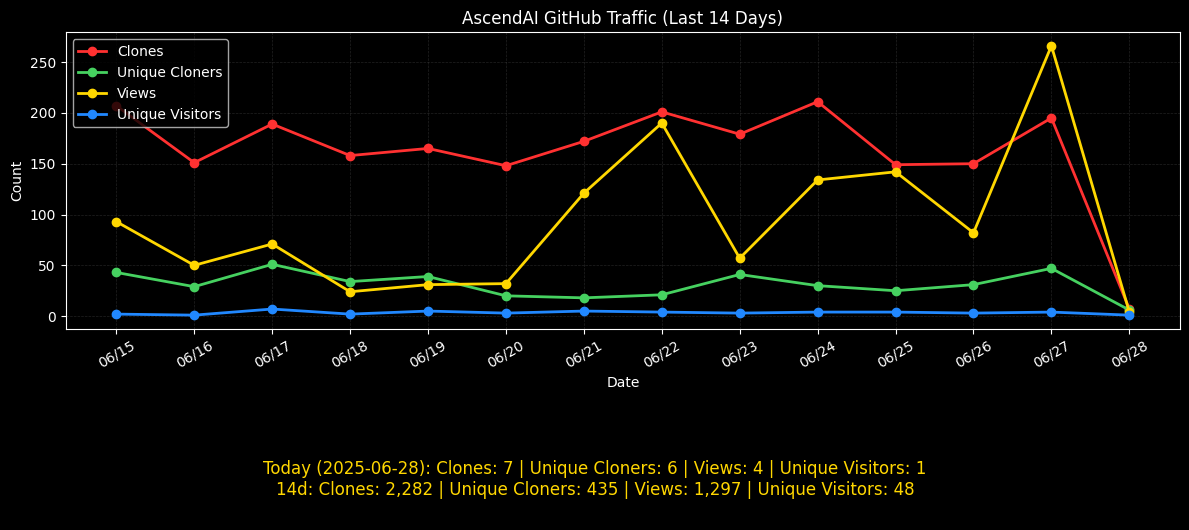 AscendAI GitHub Traffic (Last 14 Days)
Clones
Unique Cloners
Views
Unique Visitors
Count
250
200
150
100
50
0
06/15
06/16
06/17
06/18
06/19
06/20
06/21
06/22
06/23
06/24
06/25
06/26
06/27
06/28
Date
Today (2025-06-28): Clones: 7 | Unique Cloners: 6 | Views: 4 | Unique Visitors: 1
14d: Clones: 2,282 | Unique Cloners: 435 | Views: 1,297 | Unique Visitors: 48